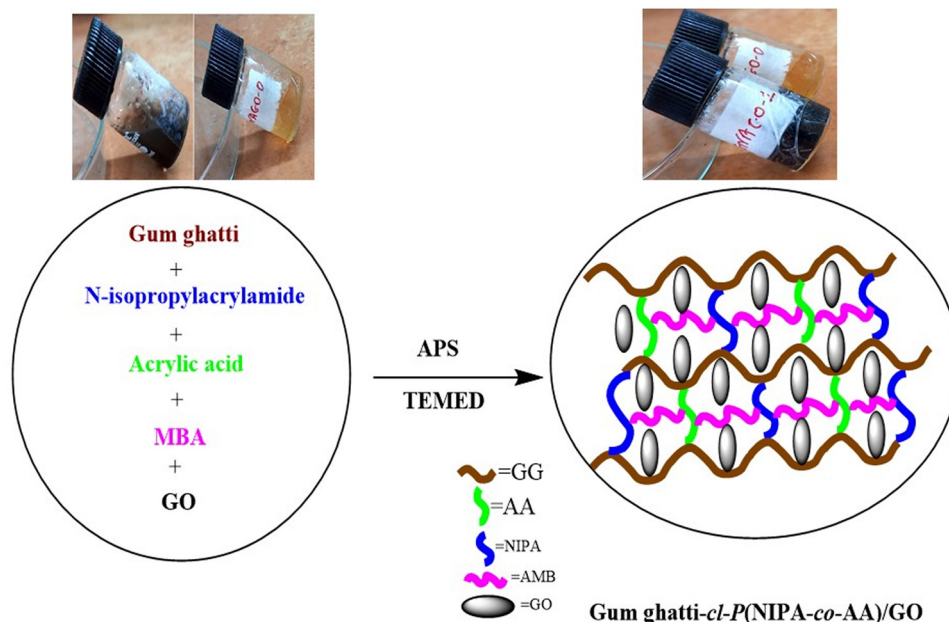 Gum ghatti
+
N-isopropylacrylamide
+
Acrylic acid
+
MBA
+
GO
APS
TEMED
=GG
=AA
=NIPA
=AMB
=GO
Gum ghatti-cl-P(NIPA-co-AA)/GO